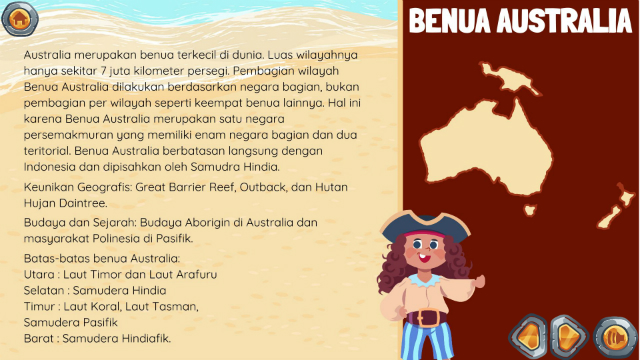 BENUA AUSTRALIA
Australia merupakan benua terkecil di dunia. Luas wilayahnya
hanya sekitar 7 juta kilometer persegi. Pembagian wilayah
Benua Australia dilakukan berdasarkan negara bagian, bukan
pembagian per wilayah seperti keempat benua lainnya. Hal ini
karena Benua Australia merupakan satu negara
persemakmuran yang memiliki enam negara bagian dan dua
teritorial. Benua Australia berbatasan langsung dengan
Indonesia dan dipisahkan oleh Samudra Hindia.
Keunikan Geografis: Great Barrier Reef, Outback, dan Hutan
Hujan Daintree.
Budaya dan Sejarah: Budaya Aborigin di Australia dan
masyarakat Polinesia di Pasifik.
Batas-batas benua Australia:
Utara : Laut Timor dan Laut Arafuru
Selatan : Samudera Hindia
Timur : Laut Koral, Laut Tasman,
Samudera Pasifik
Barat : Samudera Hindiafik.